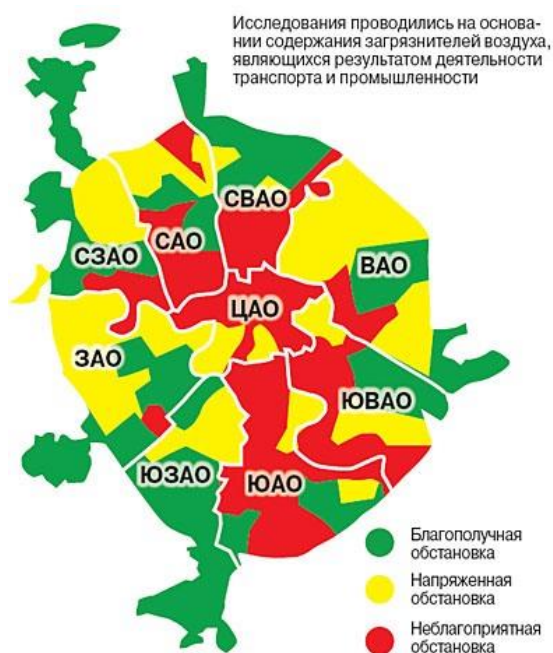 Исследования проводились на основа-
нии содержания загрязнителей воздуха,
являющихся результатом деятельности
транспорта и промышленности
СВАО
САО
СЗАО
ВАО
ЦАО
ЗАО
ЮВАО
ЮЗАО
ЮАО
Благополучная
обстановка
Напряженная
обстановка
Неблагоприятная
обстановка